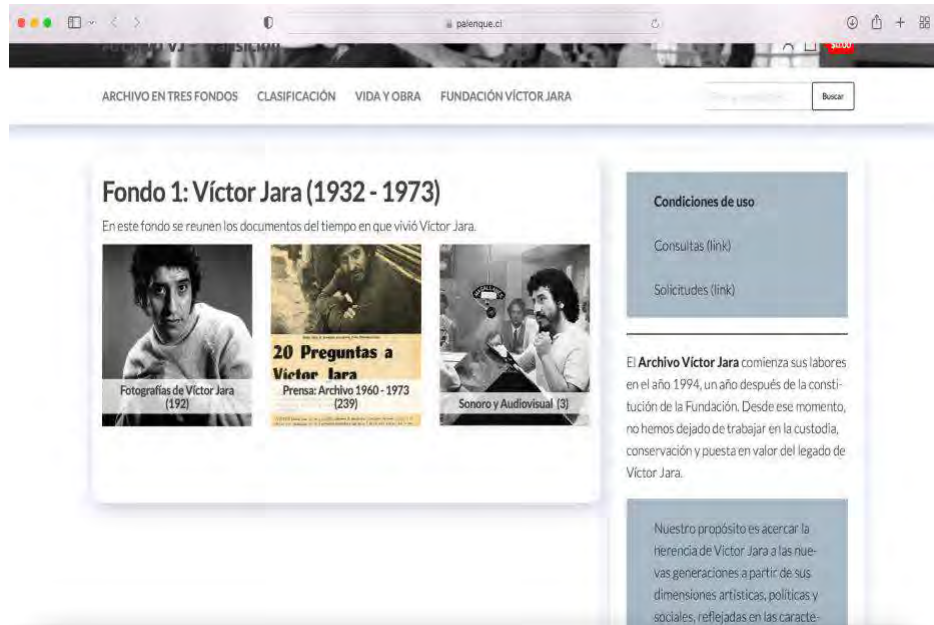 palenque.cl
Archivo VJ - Transición
$0.00
ARCHIVO EN TRES FONDOS CLASIFICACIÓN VIDA Y OBRA FUNDACIÓN VÍCTOR JARA
Buscar
Fondo 1: Víctor Jara (1932 - 1973)
En este fondo se reunen los documentos del tiempo en que vivió Víctor Jara.
Fotografías de Víctor Jara
(192)
20 Preguntas a
Víctor Jara
Prensa: Archivo 1960 - 1973
(239)
Sonoro y Audiovisual (3)
Condiciones de uso
Consultas (link)
Solicitudes (link)
El Archivo Víctor Jara comienza sus labores
en el año 1994, un año después de la consti-
tución de la Fundación. Desde ese momento,
no hemos dejado de trabajar en la custodia,
conservación y puesta en valor del legado de
Víctor Jara.
Nuestro propósito es acercar la
herencia de Víctor Jara a las nue-
vas generaciones a partir de sus
dimensiones artísticas, políticas y
sociales, reflejadas en las caracte-